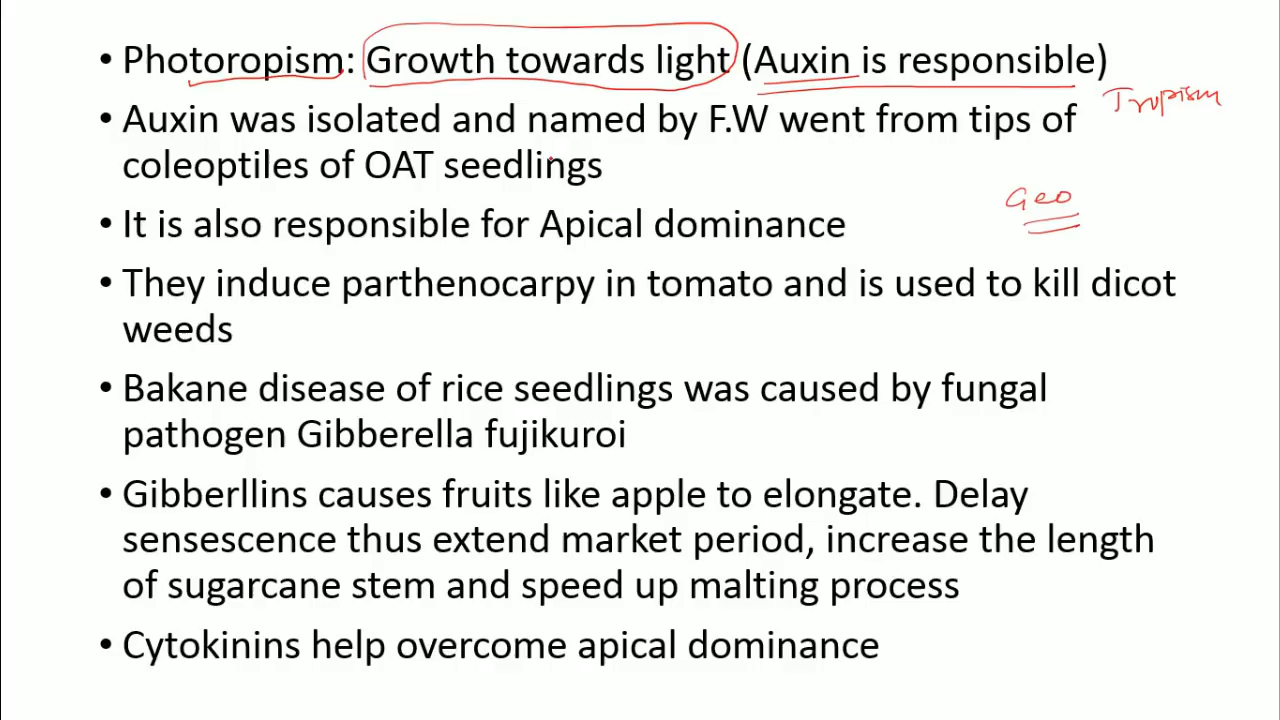 • Photoropism: Growth towards light (Auxin is responsible)
Tropism
• Auxin was isolated and named by F.W went from tips of
coleoptiles of OAT seedlings
Geo
• It is also responsible for Apical dominance
• They induce parthenocarpy in tomato and is used to kill dicot
weeds
• Bakane disease of rice seedlings was caused by fungal
pathogen Gibberella fujikuroi
• Gibberllins causes fruits like apple to elongate. Delay
sensescence thus extend market period, increase the length
of sugarcane stem and speed up malting process
• Cytokinins help overcome apical dominance